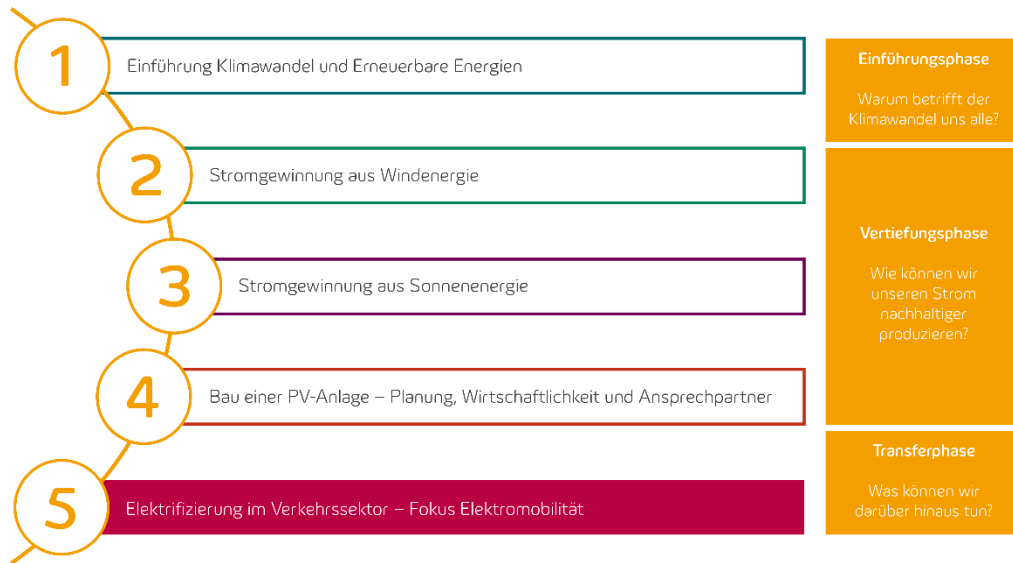 1
Einführung Klimawandel und Erneuerbare Energien
2
Stromgewinnung aus Windenergie
3
Stromgewinnung aus Sonnenenergie
4
Bau einer PV-Anlage – Planung, Wirtschaftlichkeit und Ansprechpartner
5
Elektrifizierung im Verkehrssektor – Fokus Elektromobilität
Einführungsphase
Warum betrifft der
Klimawandel uns alle?
Vertiefungsphase
Wie können wir
unseren Strom
nachhaltiger
produzieren?
Transferphase
Was können wir
darüber hinaus tun?